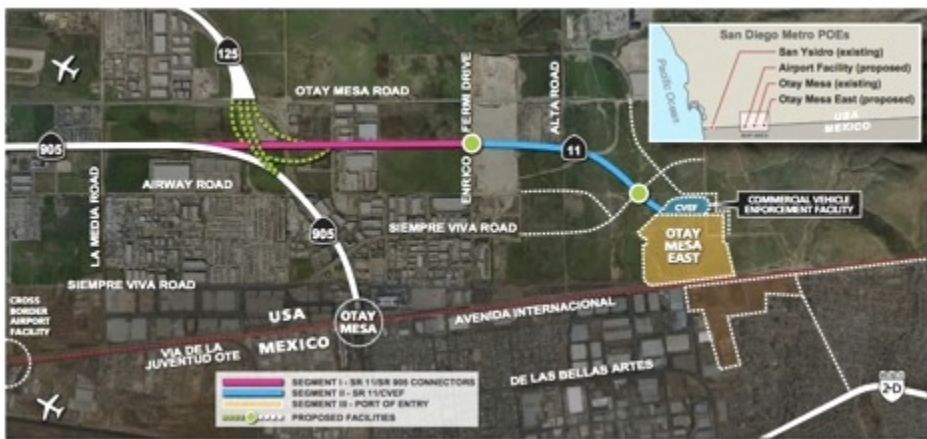 San Diego Metro POEs
San Ysidro (existing)
Airport Facility (proposed)
Otay Mesa (existing)
Otay Mesa East (proposed)
Pacific Ocean
USA
MEXICO
125
OTAY MESA ROAD
ENRICO FERMI DRIVE
ALTA ROAD
905
11
LA MEDIA ROAD
AIRWAY ROAD
905
SIEMPRE VIVA ROAD
CVEF
COMMERCIAL VEHICLE
ENFORCEMENT FACILITY
OTAY
MESA
EAST
SIEMPRE VIVA ROAD
CROSS
BORDER
AIRPORT
FACILITY
USA
MEXICO
OTAY
MESA
AVENIDA INTERNACIONAL
VIA DE LA
JUVENTUD OTE
DE LAS BELLAS ARTES
2-D
SEGMENT I - SR 11/SR 905 CONNECTORS
SEGMENT II - SR 11/CVEF
SEGMENT III - PORT OF ENTRY
PROPOSED FACILITIES